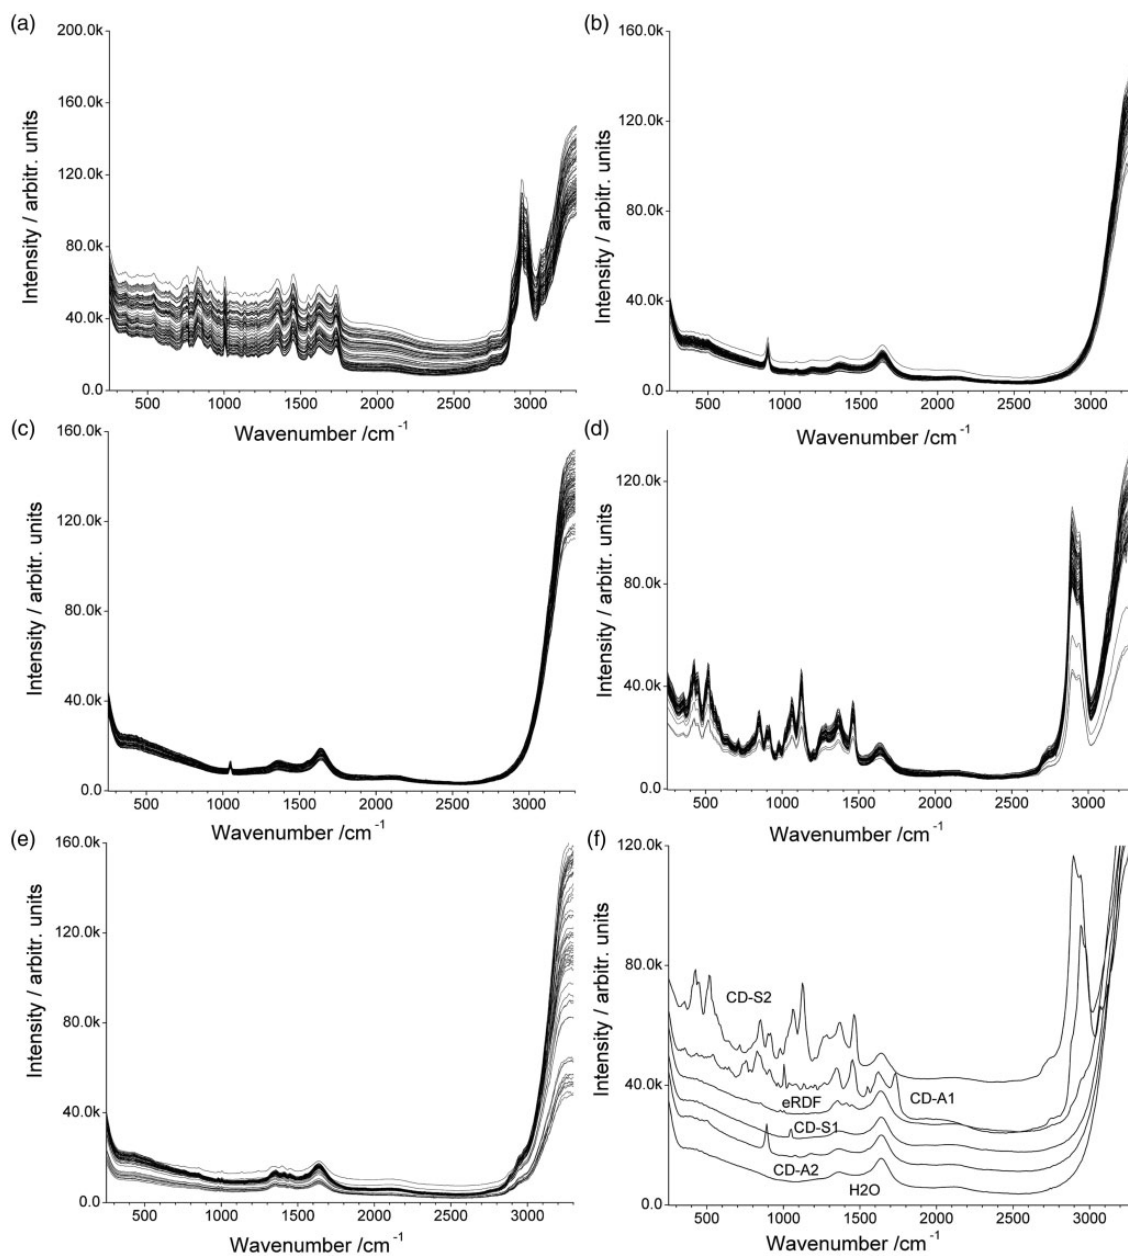 (a)
200.0k
160.0k
120.0k
80.0k
40.0k
0.0
Intensity / arbitr. units
500 1000 1500 2000 2500 3000
Wavenumber /cm⁻¹
(b)
160.0k
120.0k
80.0k
40.0k
0.0
Intensity / arbitr. units
500 1000 1500 2000 2500 3000
Wavenumber /cm⁻¹
(c)
160.0k
120.0k
80.0k
40.0k
0.0
Intensity / arbitr. units
500 1000 1500 2000 2500 3000
Wavenumber /cm⁻¹
(d)
120.0k
80.0k
40.0k
0.0
Intensity / arbitr. units
500 1000 1500 2000 2500 3000
Wavenumber /cm⁻¹
(e)
160.0k
120.0k
80.0k
40.0k
0.0
Intensity / arbitr. units
500 1000 1500 2000 2500 3000
Wavenumber /cm⁻¹
(f)
120.0k
80.0k
40.0k
0.0
Intensity / arbitr. units
CD-S2
CD-A1
eRDF
CD-S1
CD-A2
H2O
500 1000 1500 2000 2500 3000
Wavenumber /cm⁻¹